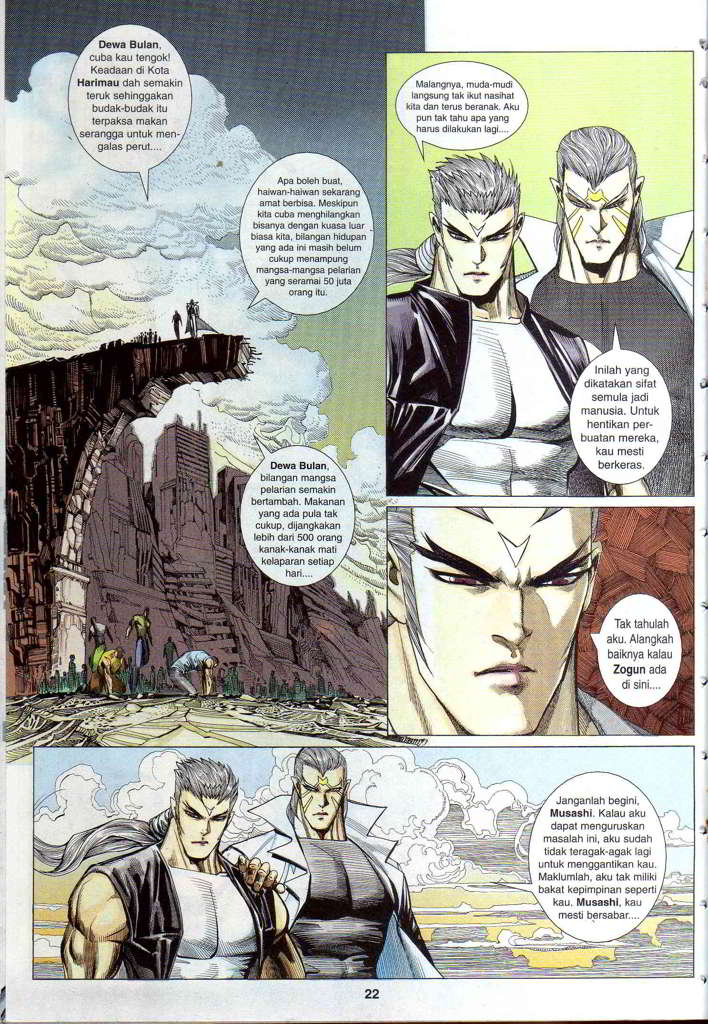 Dewa Bulan,
cuba kau tengok!
Keadaan di Kota
Harimau dah semakin
teruk sehinggakan
budak-budak itu
terpaksa makan
serangga untuk men-
galas perut....
Apa boleh buat,
haiwan-haiwan sekarang
amat berbisa. Meskipun
kita cuba menghilangkan
bisanya dengan kuasa luar
biasa kita, bilangan hidupan
yang ada ini masih belum
cukup menampung
mangsa-mangsa pelarian
yang seramai 50 juta
orang itu.
Dewa Bulan,
bilangan mangsa
pelarian semakin
bertambah. Makanan
yang ada pula tak
cukup, dijangkakan
lebih dari 500 orang
kanak-kanak mati
kelaparan setiap
hari....
Malangnya, muda-mudi
langsung tak ikut nasihat
kita dan terus beranak. Aku
pun tak tahu apa yang
harus dilakukan lagi....
Inilah yang
dikatakan sifat
semula jadi
manusia. Untuk
hentikan per-
buatan mereka,
kau mesti
berkeras.
Tak tahulah
aku. Alangkah
baiknya kalau
Zogun ada
di sini....
Janganlah begini,
Musashi. Kalau aku
dapat menguruskan
masalah ini, aku sudah
tidak teragak-agak lagi
untuk menggantikan kau.
Maklumlah, aku tak miliki
bakat kepimpinan seperti
kau. Musashi, kau
mesti bersabar....
22